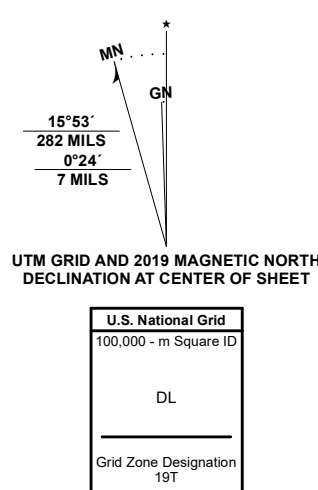 ★
MN
GN
15°53´
282 MILS
0°24´
7 MILS
UTM GRID AND 2019 MAGNETIC NORTH
DECLINATION AT CENTER OF SHEET
U.S. National Grid
100,000 - m Square ID
DL
Grid Zone Designation
19T